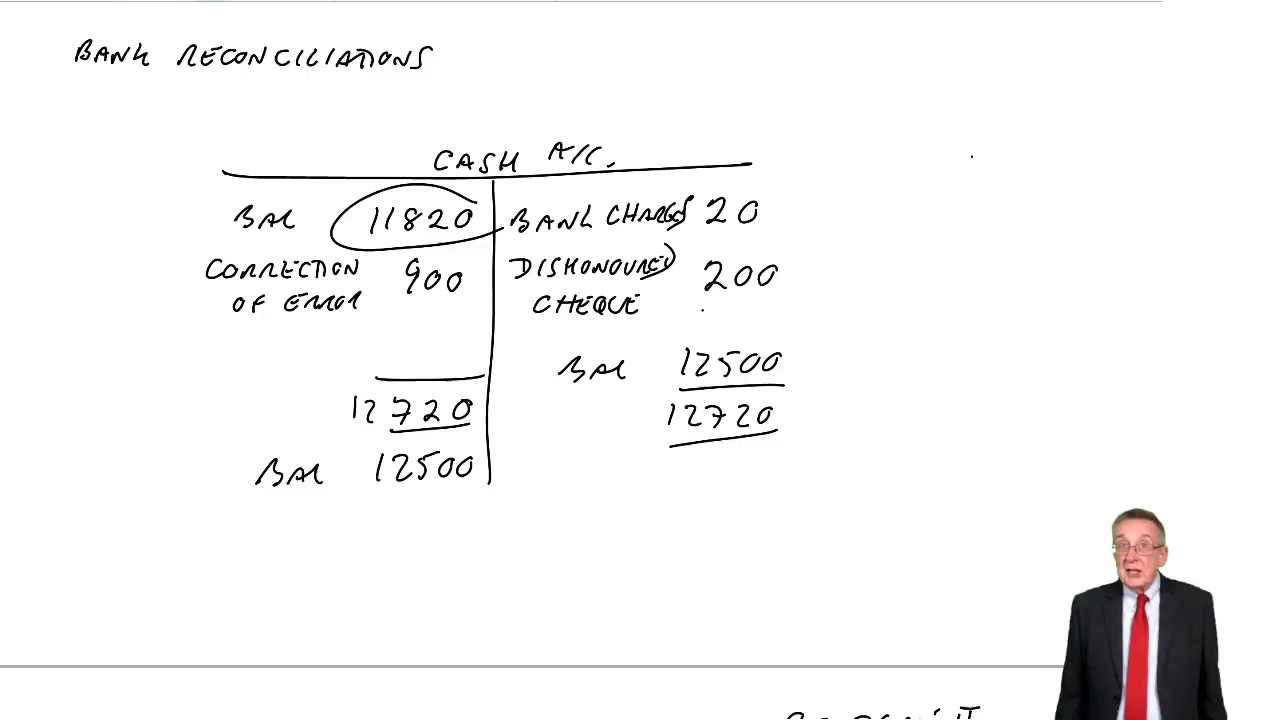 BANK RECONCILIATIONS
CASH A/C.
BAL 11820 BANK CHARGES 20
CORRECTION 900 DISHONOURED 200
OF ERROR CHEQUE
BAL 12500
12720 12720
BAL 12500